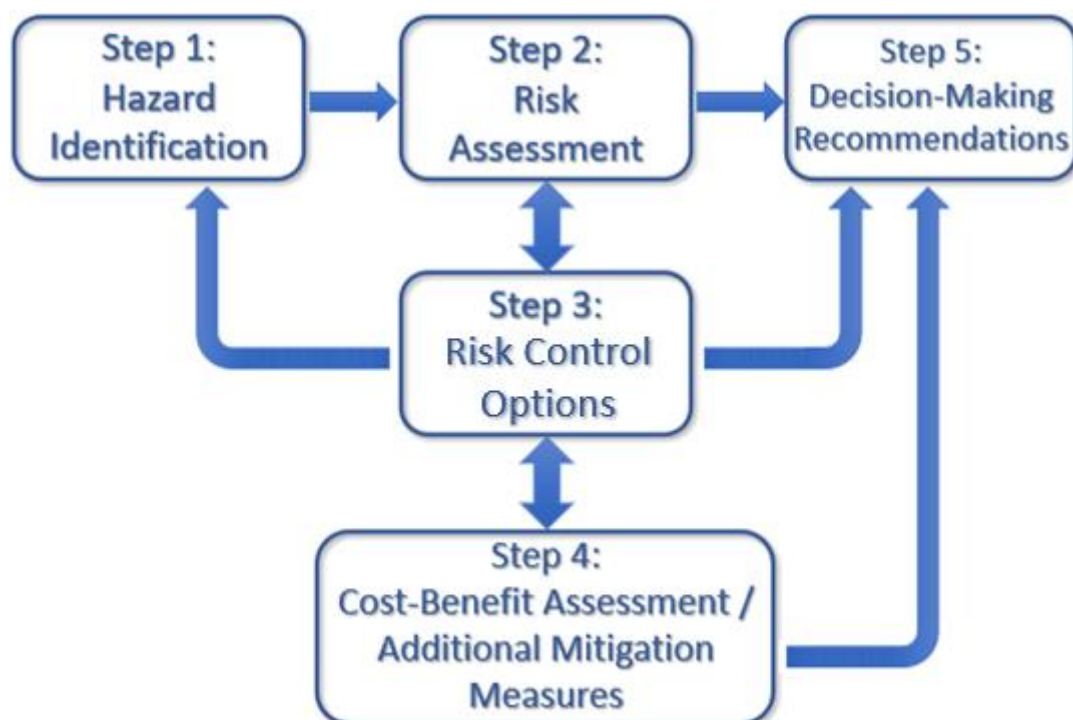 Step 1:
Hazard
Identification
Step 2:
Risk
Assessment
Step 5:
Decision-Making
Recommendations
Step 3:
Risk Control
Options
Step 4:
Cost-Benefit Assessment /
Additional Mitigation
Measures